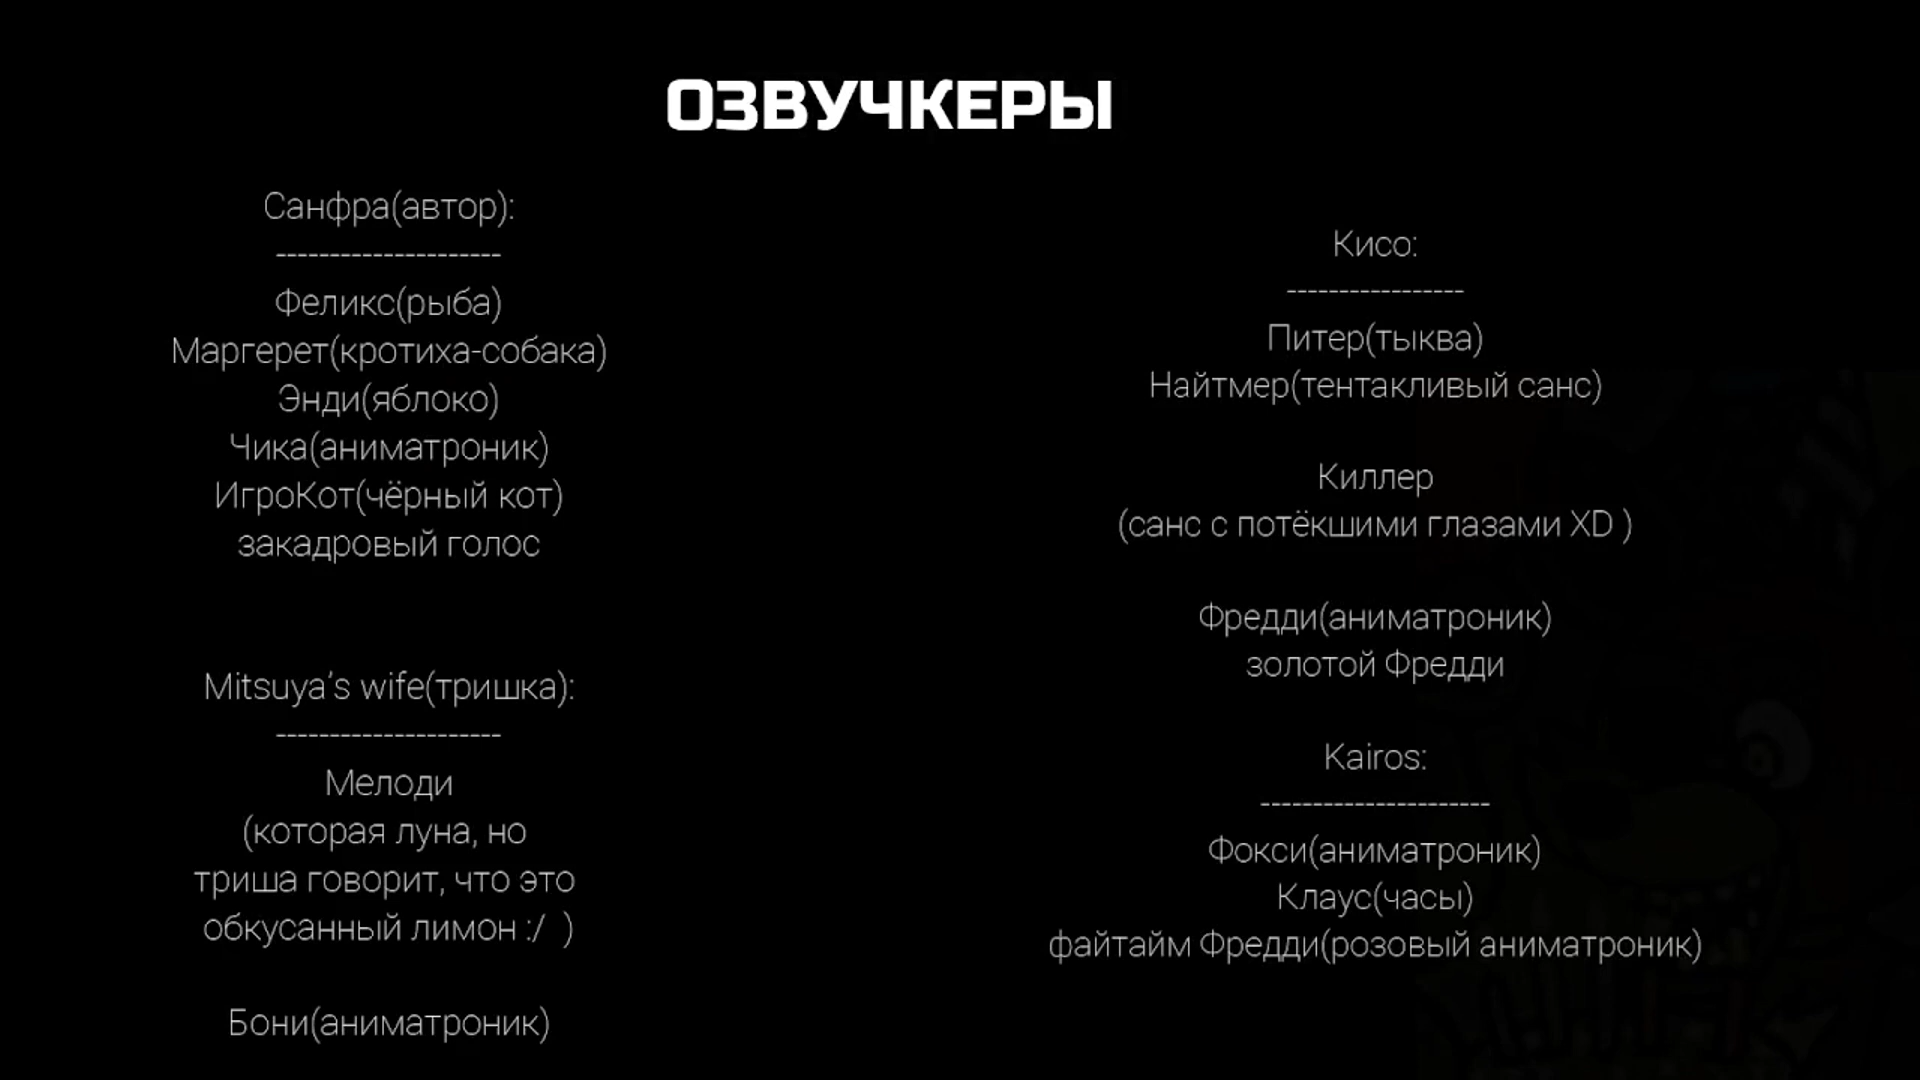 ОЗВУЧКЕРЫ
Санфра(автор):
---------------------
Феликс(рыба)
Маргерет(кротиха-собака)
Энди(яблоко)
Чика(аниматроник)
ИгроКот(чёрный кот)
закадровый голос
Mitsuya’s wife(тришка):
---------------------
Мелоди
(которая луна, но
триша говорит, что это
обкусанный лимон :/  )
Бони(аниматроник)
Кисо:
-----------------
Питер(тыква)
Найтмер(тентакливый санс)
Киллер
(санс с потёкшими глазами XD )
Фредди(аниматроник)
золотой Фредди
Kairos:
----------------------
Фокси(аниматроник)
Клаус(часы)
файтайм Фредди(розовый аниматроник)